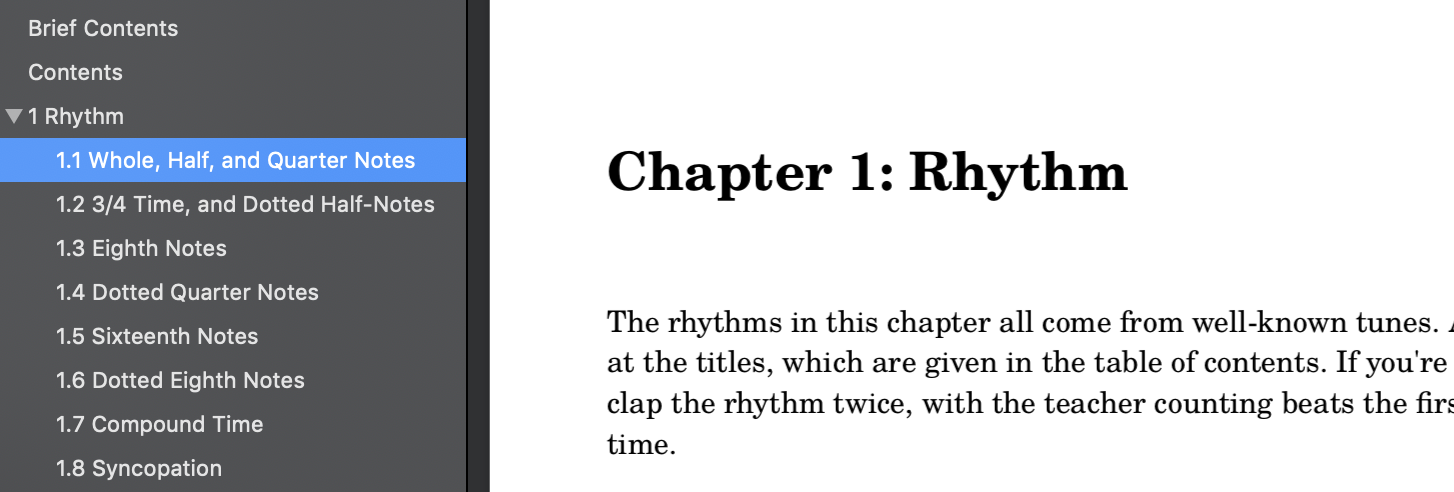 Brief Contents
Contents
1 Rhythm
1.1 Whole, Half, and Quarter Notes
1.2 3/4 Time, and Dotted Half-Notes
1.3 Eighth Notes
1.4 Dotted Quarter Notes
1.5 Sixteenth Notes
1.6 Dotted Eighth Notes
1.7 Compound Time
1.8 Syncopation
Chapter 1: Rhythm
The rhythms in this chapter all come from well-known tunes.
at the titles, which are given in the table of contents. If you're
clap the rhythm twice, with the teacher counting beats the
time.